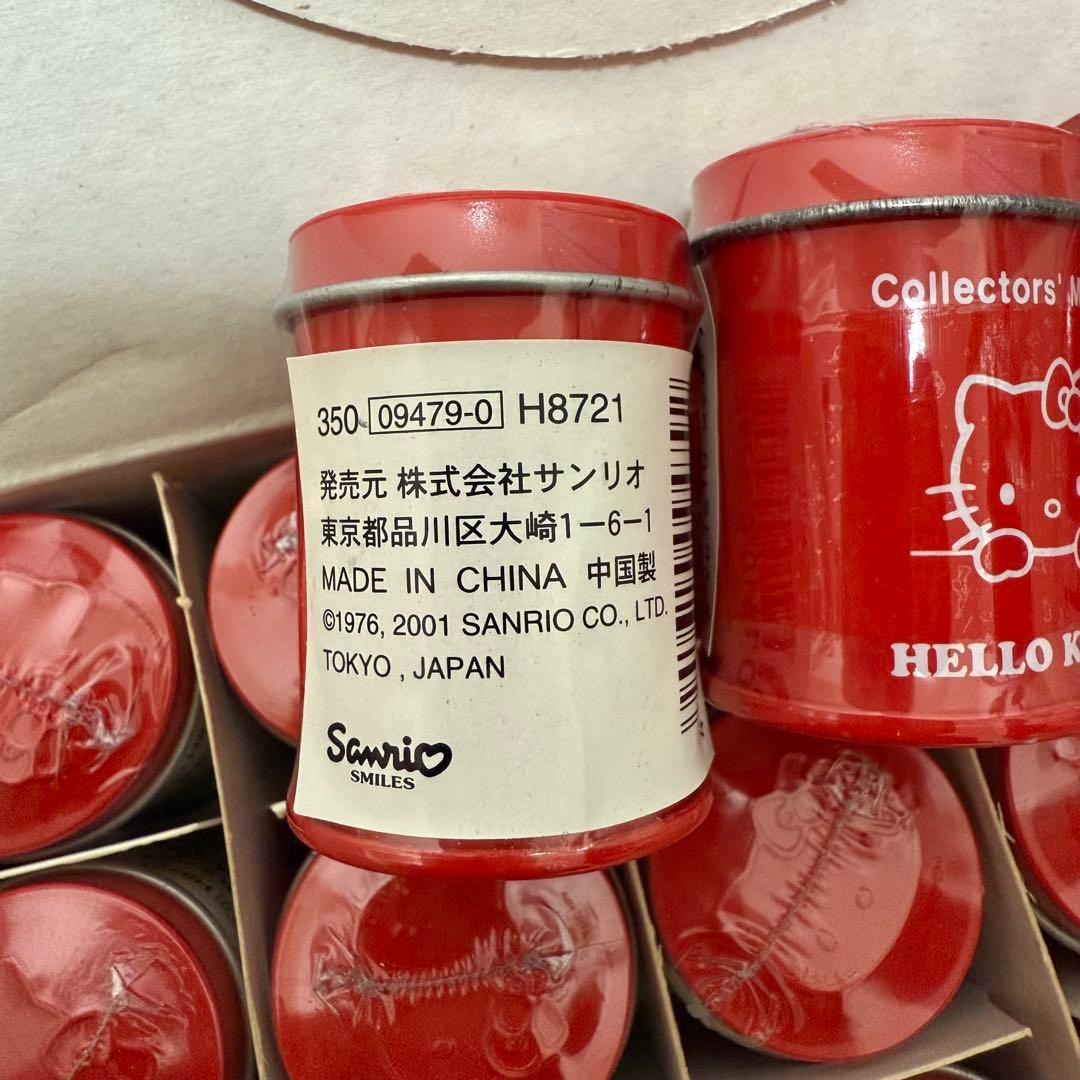 350 09479-0 H8721
発売元 株式会社サンリオ
東京都品川区大崎1-6-1
MADE IN CHINA 中国製
©1976, 2001 SANRIO CO., LTD.
TOKYO , JAPAN
Sanrio
SMILES
Collectors'
HELLO